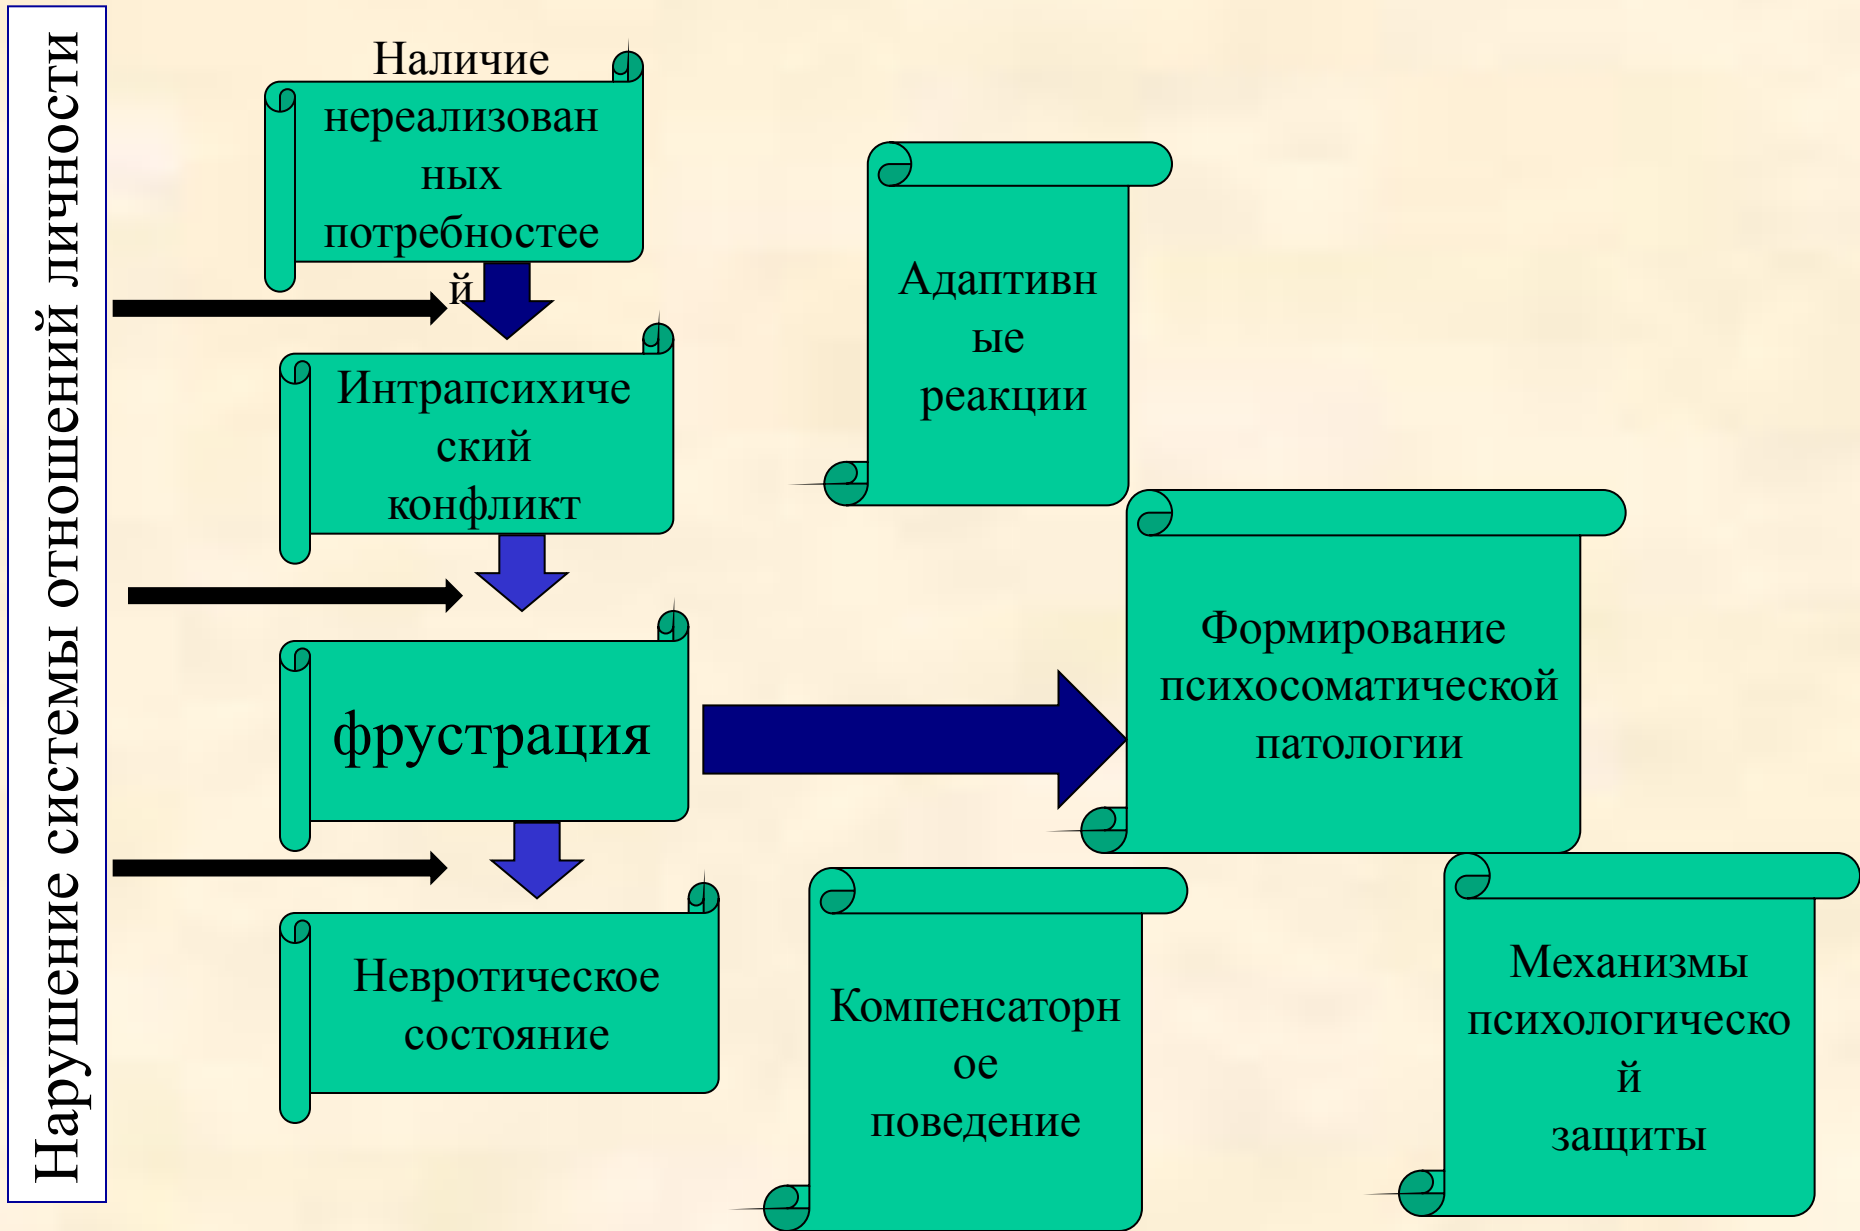 Нарушение системы отношений личности
Наличие
нереализован
ных
потребностее
й
Интрапсихиче
ский
конфликт
фрустрация
Невротическое
состояние
Адаптивн
ые
реакции
Формирование
психосоматической
патологии
Компенсаторн
ое
поведение
Механизмы
психологическо
й
защиты